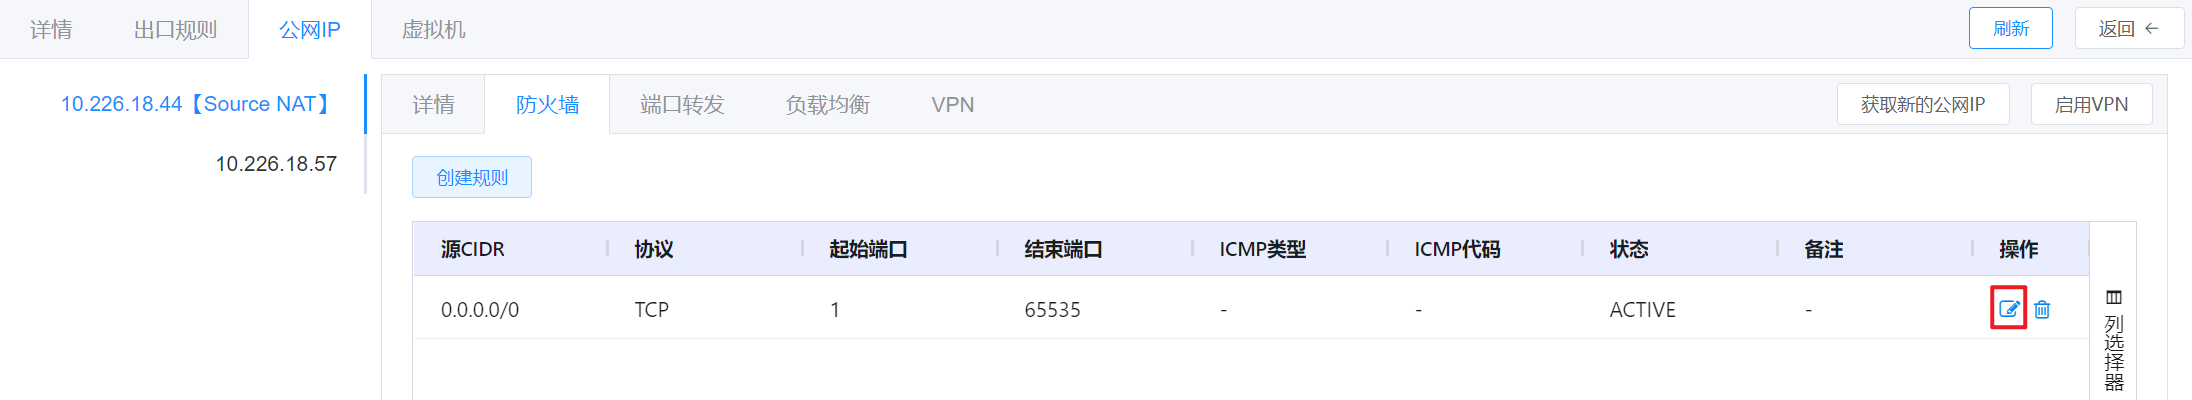 详情 出口规则 公网IP 虚拟机 刷新 返回 ←
10.226.18.44【Source NAT】
10.226.18.57
详情 防火墙 端口转发 负载均衡 VPN 获取新的公网IP 启用VPN
创建规则
源CIDR 协议 起始端口 结束端口 ICMP类型 ICMP代码 状态 备注 操作
0.0.0.0/0 TCP 1 65535 - - ACTIVE -
列选择器